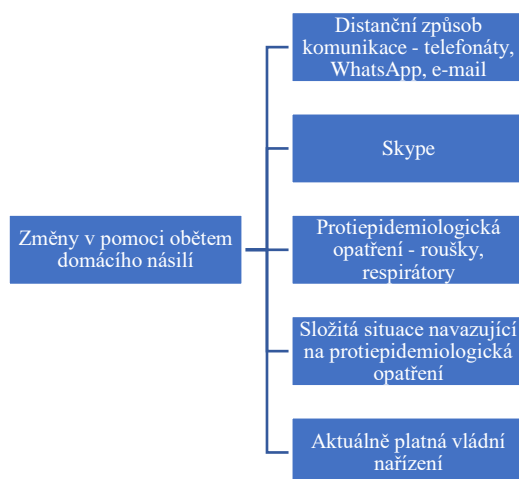 Distanční způsob
komunikace - telefonáty,
WhatsApp, e-mail
Skype
Změny v pomoci obětem
domácího násilí
Protiepidemiologická
opatření - roušky,
respirátory
Složitá situace navazující
na protiepidemiologická
opatření
Aktuálně platná vládní
nařízení